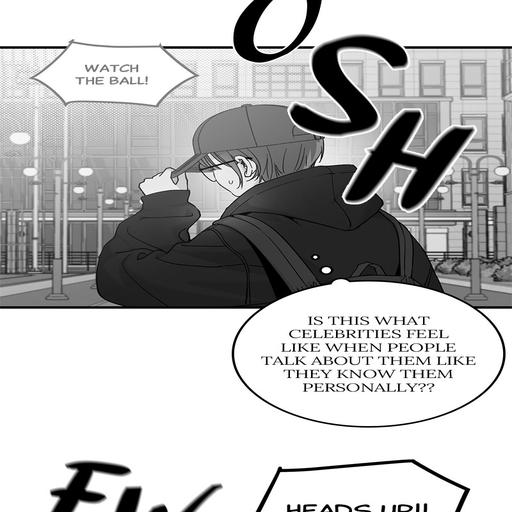 OSH
WATCH
THE BALL!
IS THIS WHAT
CELEBRITIES FEEL
LIKE WHEN PEOPLE
TALK ABOUT THEM LIKE
THEY KNOW THEM
PERSONALLY??
HEADS UP!!